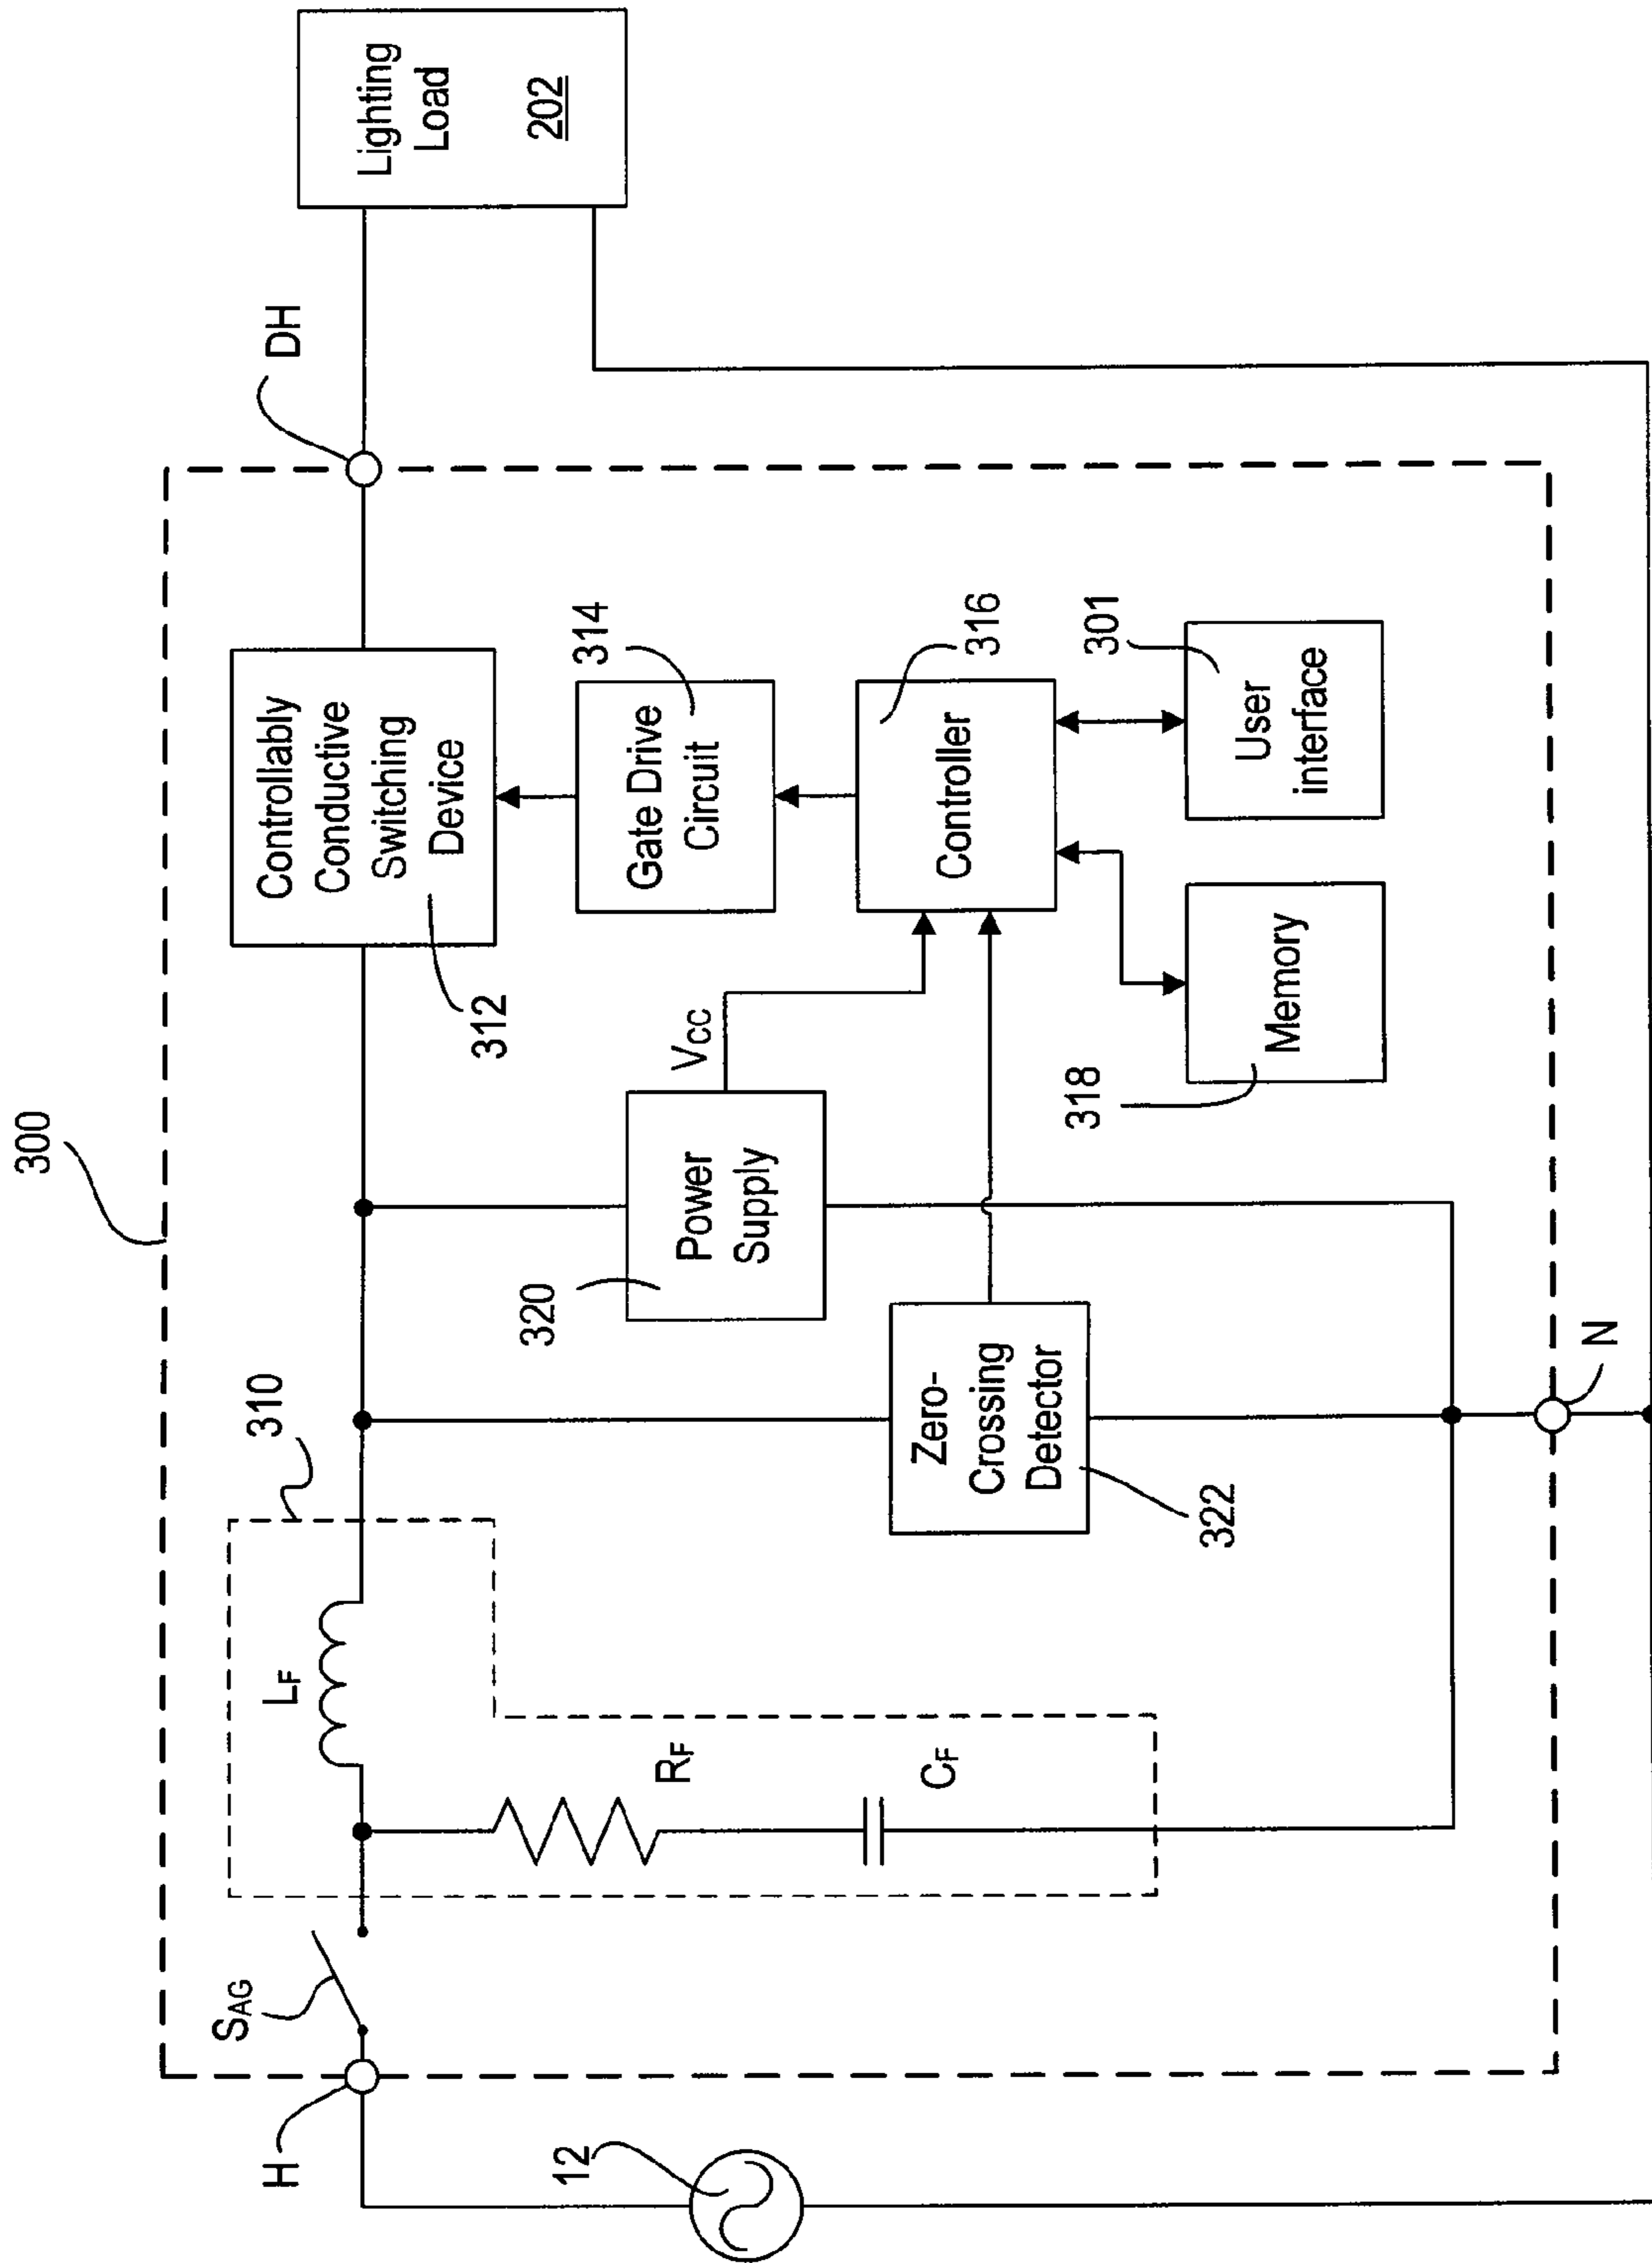 300
310
H
SAG
LF
RF
CF
12
Controllably
Conductive
Switching
Device
312
DH
Lighting
Load
202
Gate Drive
Circuit
314
VCC
Power
Supply
320
Controller
316
Zero-
Crossing
Detector
322
Memory
318
User
interface
301
N